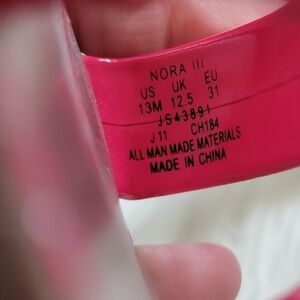 NORA III
US UK EU
13M 12.5 31
JS43891
J11 CH184
ALL MAN MADE MATERIALS
MADE IN CHINA